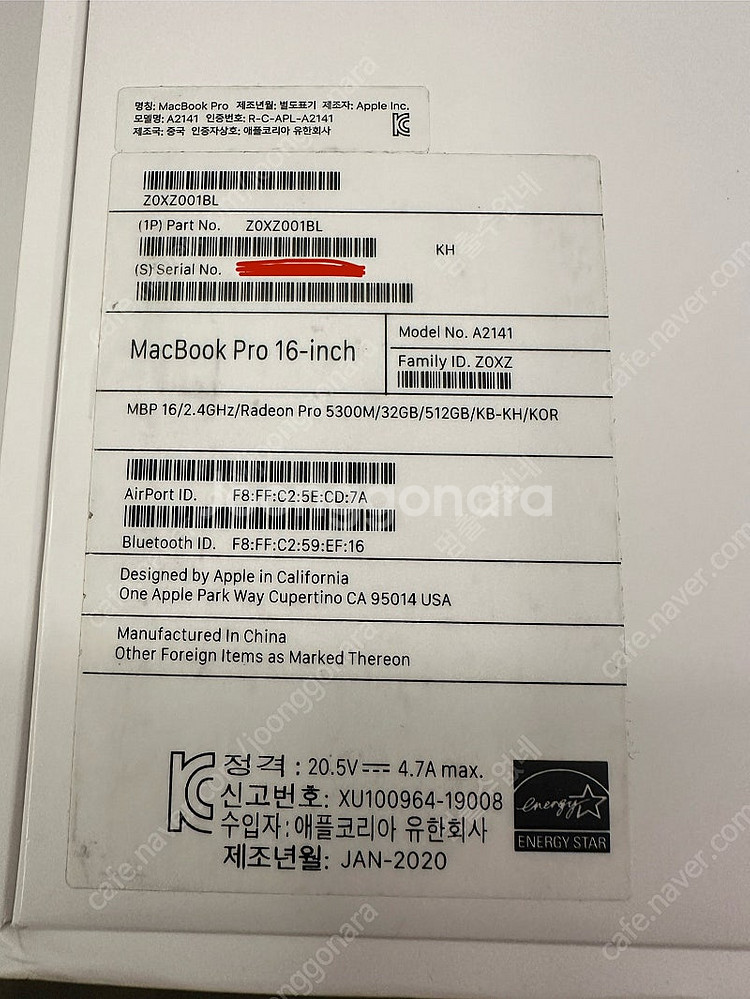 명칭: MacBook Pro 제조년월: 별도표기 제조자: Apple Inc.
모델명: A2141 인증번호: R-C-APL-A2141
제조국: 중국 인증자상호: 애플코리아 유한회사
Z0XZ001BL
(1P) Part No. Z0XZ001BL
KH
(S) Serial No.
MacBook Pro 16-inch
Model No. A2141
Family ID. Z0XZ
MBP 16/2.4GHz/Radeon Pro 5300M/32GB/512GB/KB-KH/KOR
AirPort ID. F8:FF:C2:5E:CD:7A
Bluetooth ID. F8:FF:C2:59:EF:16
Designed by Apple in California
One Apple Park Way Cupertino CA 95014 USA
Manufactured In China
Other Foreign Items as Marked Thereon
정격 : 20.5V 4.7A max.
신고번호: XU100964-19008
수입자: 애플코리아 유한회사
제조년월: JAN-2020
energy
ENERGY STAR
cafe.naver.com
joonggonara